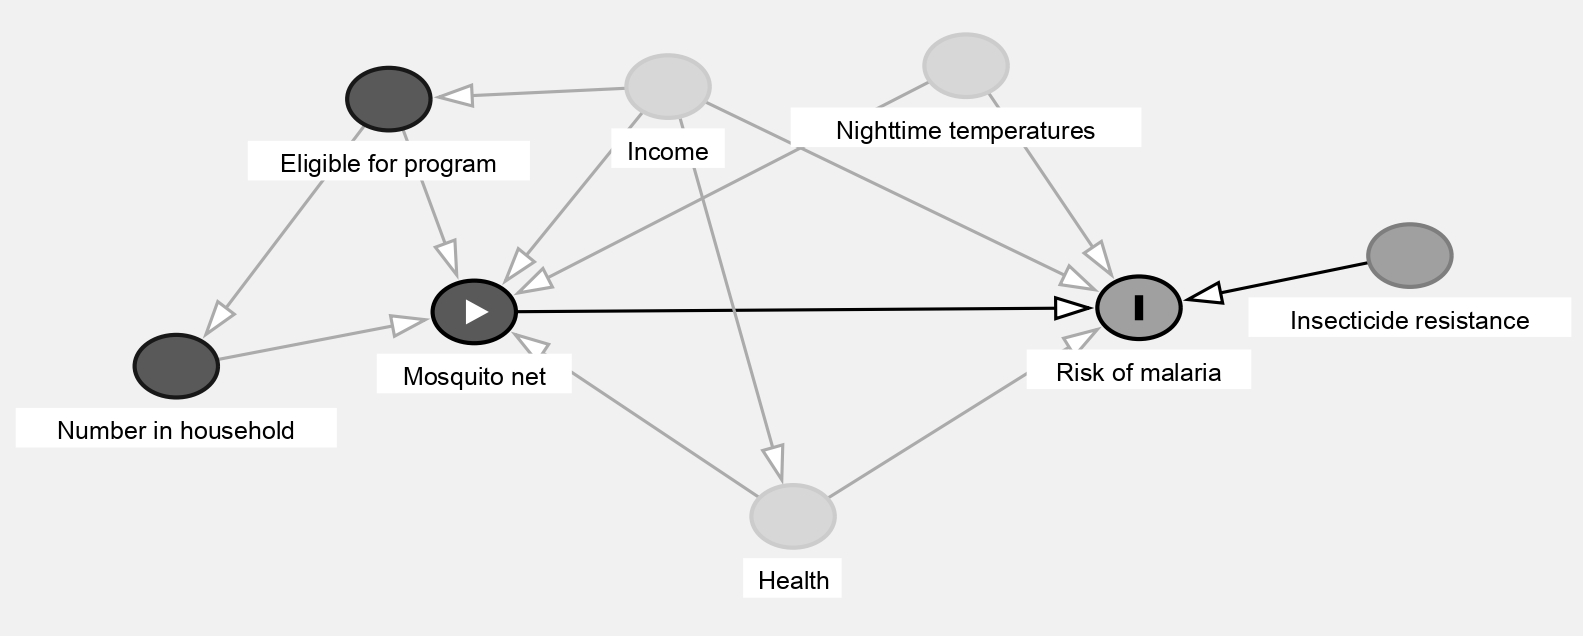 Nighttime temperatures
Income
Eligible for program
Insecticide resistance
Mosquito net
Risk of malaria
Number in household
Health